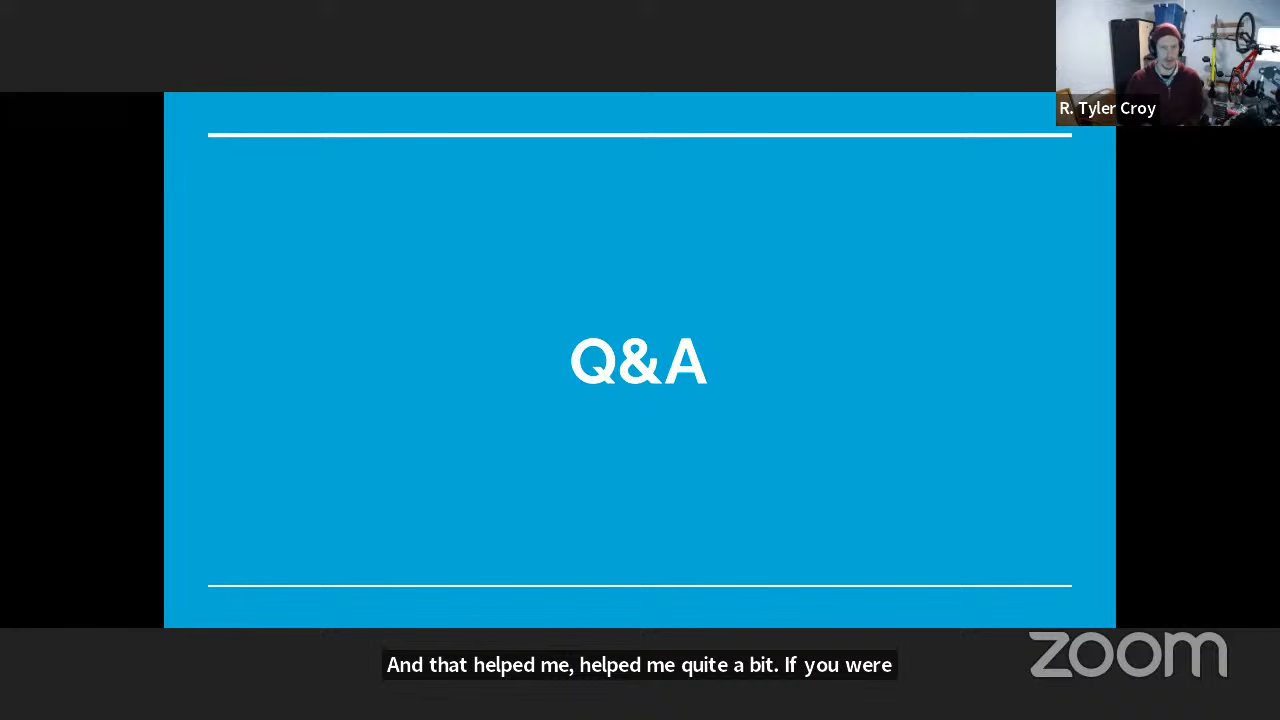 R. Tyler Croy
Q&A
And that helped me, helped me quite a bit. If you were
zoom